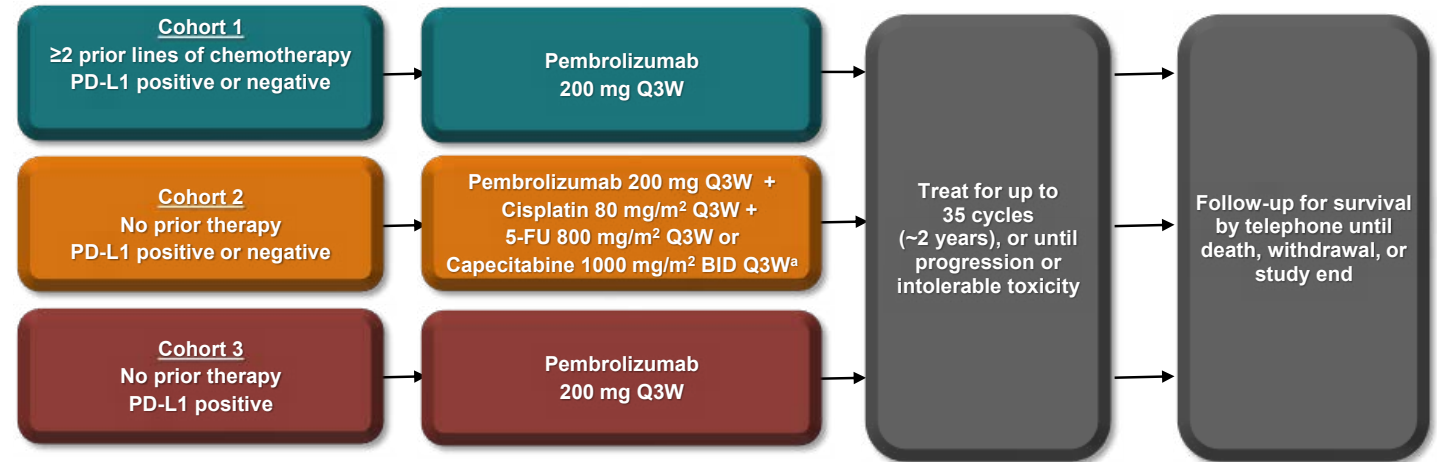 Cohort 1
≥2 prior lines of chemotherapy
PD-L1 positive or negative
Pembrolizumab
200 mg Q3W
Cohort 2
No prior therapy
PD-L1 positive or negative
Pembrolizumab 200 mg Q3W +
Cisplatin 80 mg/m² Q3W +
5-FU 800 mg/m² Q3W or
Capecitabine 1000 mg/m² BID Q3Wᵃ
Cohort 3
No prior therapy
PD-L1 positive
Pembrolizumab
200 mg Q3W
Treat for up to
35 cycles
(~2 years), or until
progression or
intolerable toxicity
Follow-up for survival
by telephone until
death, withdrawal, or
study end